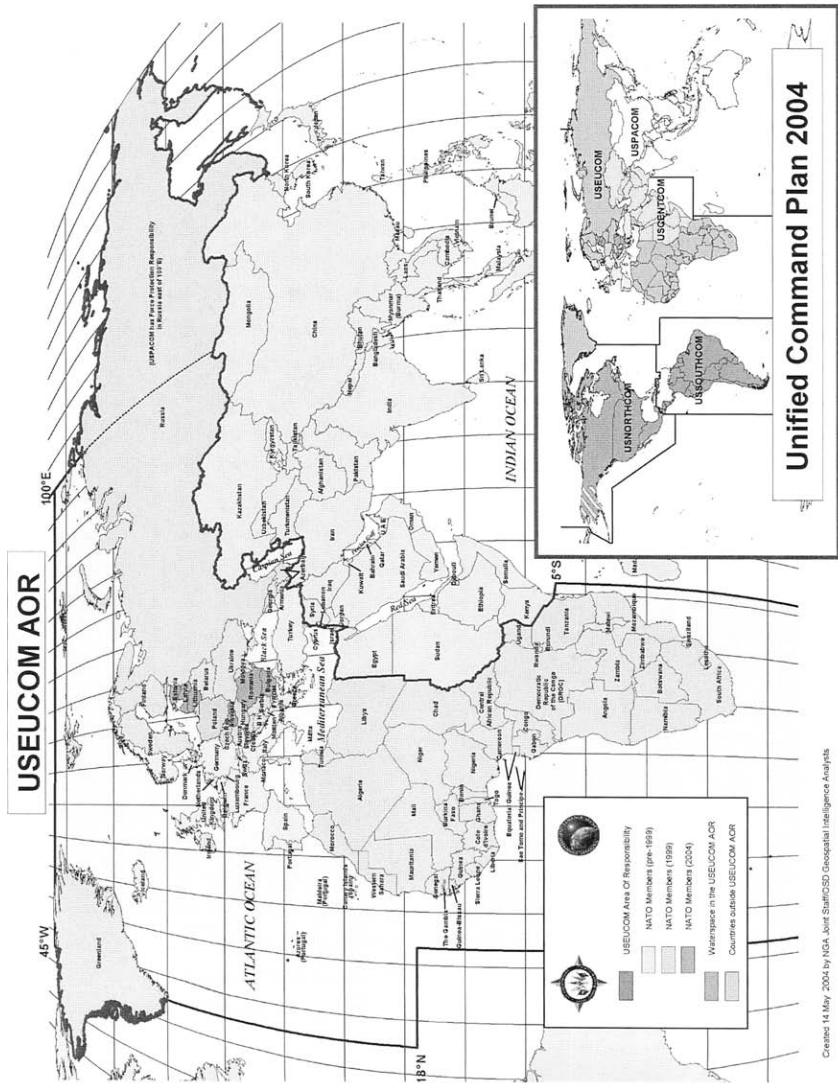 USEUCOM AOR
45°W
100°E
18°N
5°S
Greenland
Iceland
ATLANTIC OCEAN
Azores
(Portugal)
Madeira
(Portugal)
Canary Islands
(Spain)
Ireland
United
Kingdom
Norway
Sweden
Finland
Denmark
Netherlands
Luxembourg
Germany
France
Monaco
Portugal
Spain
Italy
Malta
Estonia
Latvia
Lithuania
Poland
Belarus
Ukraine
Moldova
Romania
Bulgaria
Hungary
Austria
Black Sea
Turkey
Georgia
Armenia
Azerbaijan
Caspian Sea
Cyprus
Syria
Lebanon
Israel
Jordan
Iraq
Mediterranean Sea
Russia
(USPACOM has Force Protection Responsibility
in Russia east of 100°E)
Kazakhstan
Uzbekistan
Turkmenistan
Kyrgyzstan
Tajikistan
Afghanistan
Pakistan
Iran
Kuwait
Bahrain
Qatar
U.A.E
Oman
Saudi Arabia
Yemen
Persian Sea
Red Sea
Mongolia
China
North Korea
South Korea
Japan
Taiwan
Philippines
Macau
Nepal
Bhutan
Bangladesh
India
Sri Lanka
Myanmar
(Burma)
Laos
Thailand
Cambodia
Vietnam
Malaysia
Brunei
INDIAN OCEAN
Morocco
Algeria
Tunisia
Libya
Egypt
Western
Sahara
Mauritania
Mali
Niger
Chad
Sudan
Eritrea
Djibouti
Ethiopia
Somalia
Senegal
The Gambia
Guinea-Bissau
Guinea
Sierra Leone
Liberia
Cote
d'Ivoire
Burkina
Faso
Ghana
Togo
Benin
Nigeria
Cameroon
Equatorial Guinea
Sao Tome and Principe
Gabon
Congo
Central
African Republic
Democratic
Republic
of the Congo
(DROC)
Uganda
Kenya
Rwanda
Burundi
Tanzania
Angola
Zambia
Malawi
Mozambique
Zimbabwe
Namibia
Botswana
Swaziland
Lesotho
South Africa
USEUCOM Area Of Responsibility
NATO Members (pre-1999)
NATO Members (1999)
NATO Members (2004)
Waterspace in the USEUCOM AOR
Countries outside USEUCOM AOR
USNORTHCOM
USSOUTHCOM
USEUCOM
USCENTCOM
USPACOM
Unified Command Plan 2004
Created 14 May 2004 by NGA Joint Staff/OSD Geospatial Intelligence Analysts